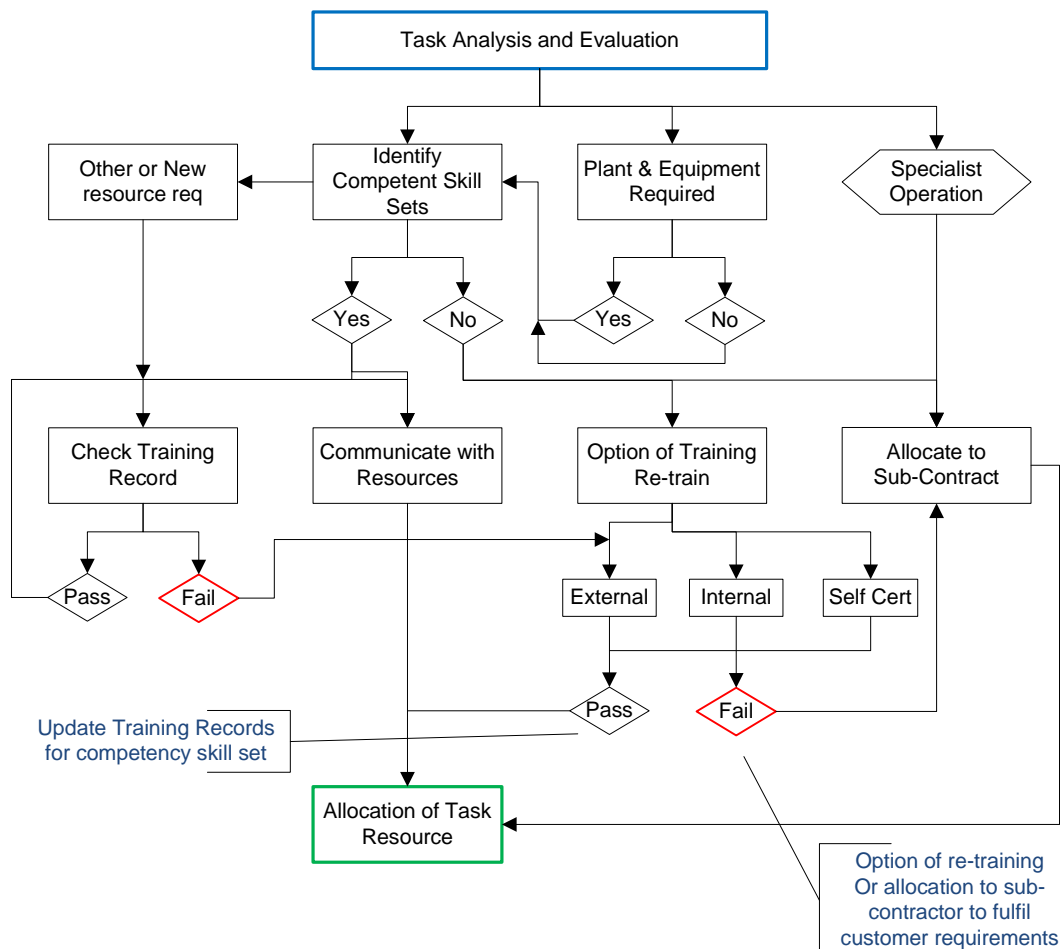 Task Analysis and Evaluation
Other or New
resource req
Identify
Competent Skill
Sets
Plant & Equipment
Required
Specialist
Operation
Yes
No
Yes
No
Check Training
Record
Communicate with
Resources
Option of Training
Re-train
Allocate to
Sub-Contract
Pass
Fail
External
Internal
Self Cert
Pass
Fail
Update Training Records
for competency skill set
Allocation of Task
Resource
Option of re-training
Or allocation to sub-
contractor to fulfil
customer requirements